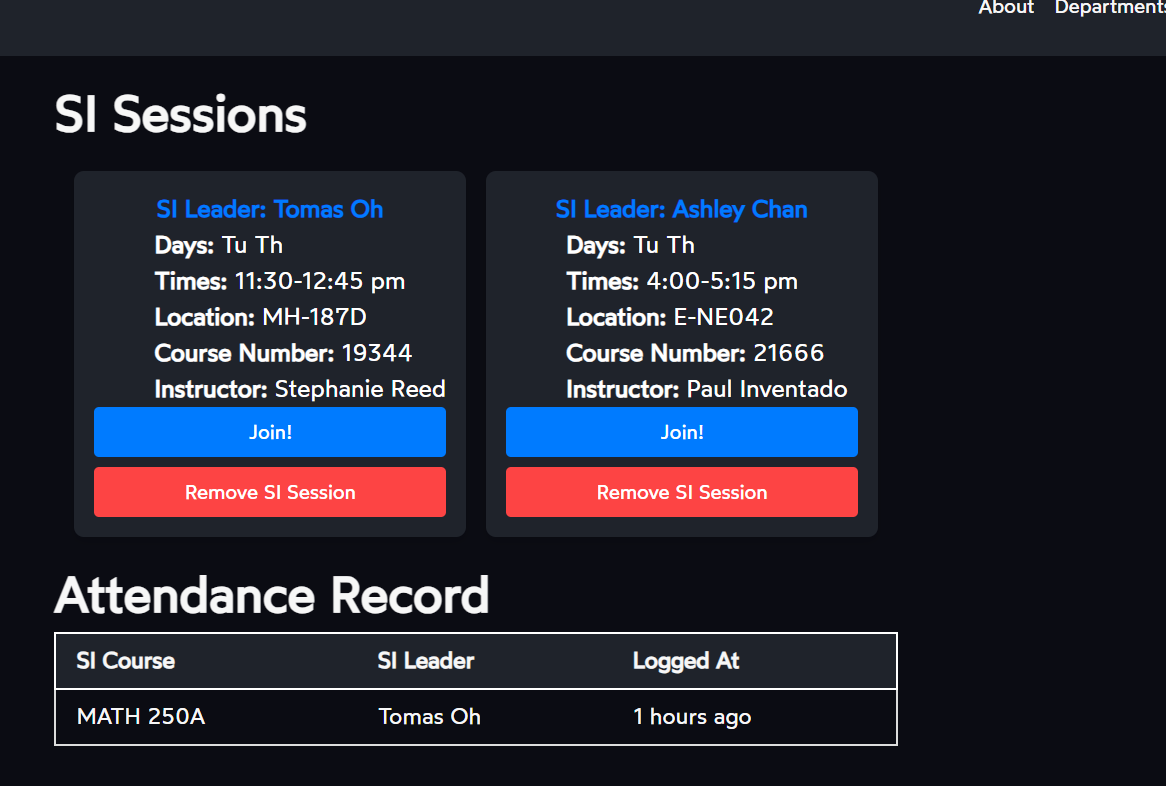 About Departments
SI Sessions
SI Leader: Tomas Oh
Days: Tu Th
Times: 11:30-12:45 pm
Location: MH-187D
Course Number: 19344
Instructor: Stephanie Reed
Join!
Remove SI Session
SI Leader: Ashley Chan
Days: Tu Th
Times: 4:00-5:15 pm
Location: E-NE042
Course Number: 21666
Instructor: Paul Inventado
Join!
Remove SI Session
Attendance Record
SI Course SI Leader Logged At
MATH 250A Tomas Oh 1 hours ago